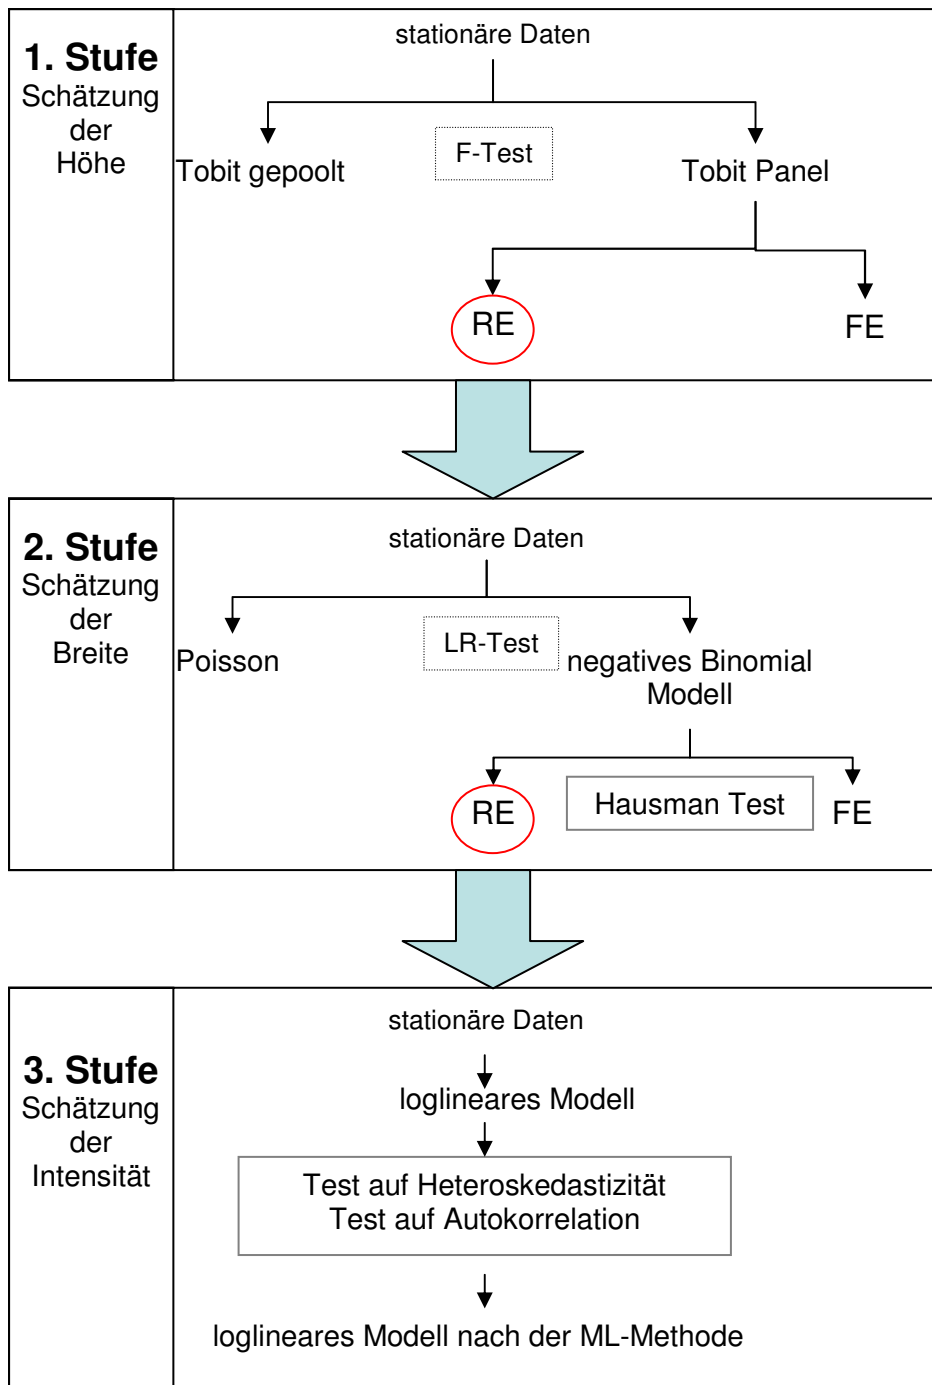 1. Stufe
Schätzung
der
Höhe
stationäre Daten
F-Test
Tobit gepoolt
Tobit Panel
RE
FE
2. Stufe
Schätzung
der
Breite
stationäre Daten
LR-Test
Poisson
negatives Binomial
Modell
Hausman Test
RE
FE
3. Stufe
Schätzung
der
Intensität
stationäre Daten
loglineares Modell
Test auf Heteroskedastizität
Test auf Autokorrelation
loglineares Modell nach der ML-Methode